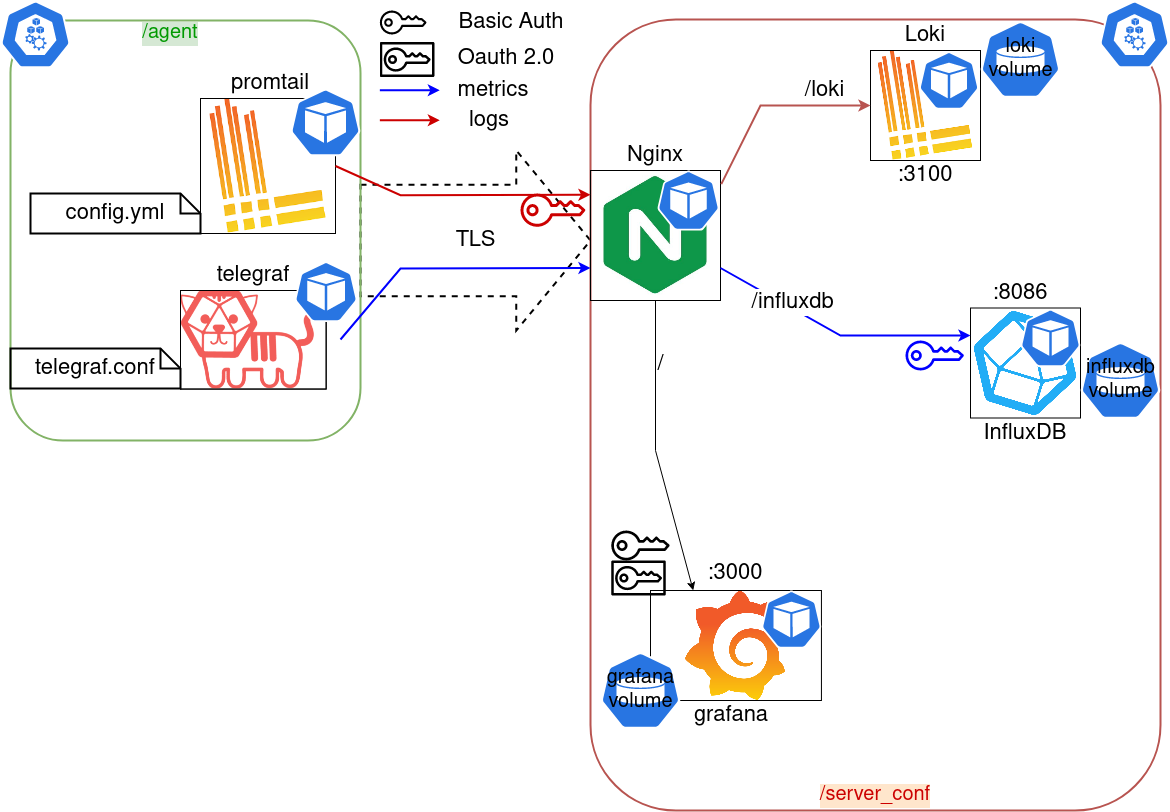 /agent
promtail
config.yml
telegraf
telegraf.conf
Basic Auth
Oauth 2.0
metrics
logs
TLS
Nginx
N
/loki
Loki
loki
volume
:3100
/influxdb
:8086
influxdb
volume
InfluxDB
/
:3000
grafana
volume
grafana
/server_conf